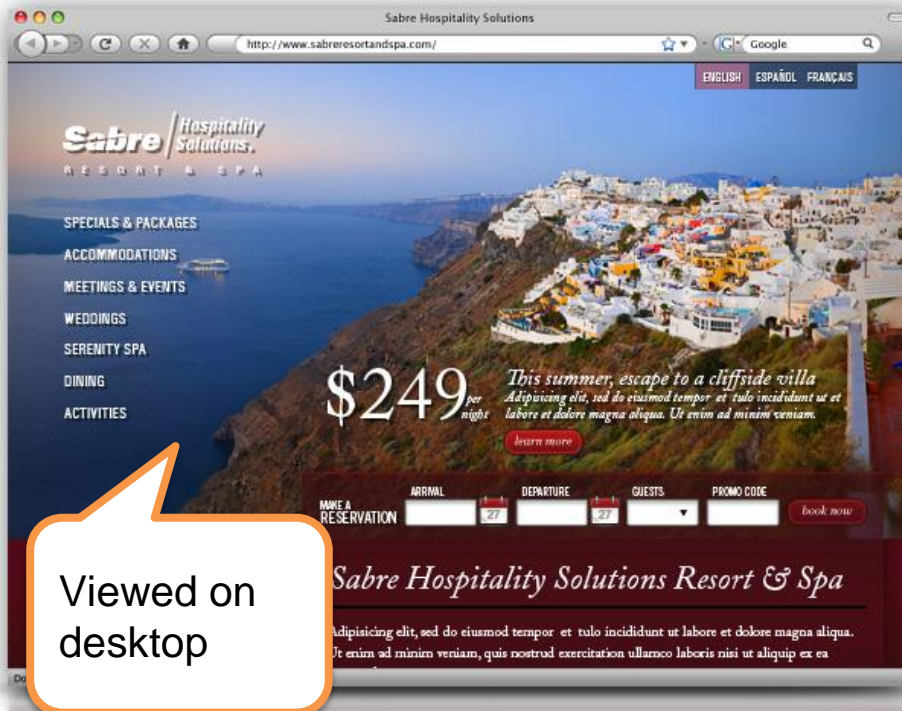 Sabre Hospitality Solutions
http://www.sabreresortandspa.com/
Google
ENGLISH ESPAÑOL FRANÇAIS
Sabre Hospitality Solutions.
RESORT & SPA
SPECIALS & PACKAGES
ACCOMMODATIONS
MEETINGS & EVENTS
WEDDINGS
SERENITY SPA
DINING
ACTIVITIES
$249 per night
This summer, escape to a cliffside villa
Adipisicing elit, sed do eiusmod tempor et tulo incididunt ut et
labore et dolore magna aliqua. Ut enim ad minim veniam.
learn more
MAKE A
RESERVATION
ARRIVAL
27
DEPARTURE
27
GUESTS
PROMO CODE
book now
Viewed on
desktop
Sabre Hospitality Solutions Resort & Spa
Adipisicing elit, sed do eiusmod tempor et tulo incididunt ut labore et dolore magna aliqua.
Ut enim ad minim veniam, quis nostrud exercitation ullamco laboris nisi ut aliquip ex ea